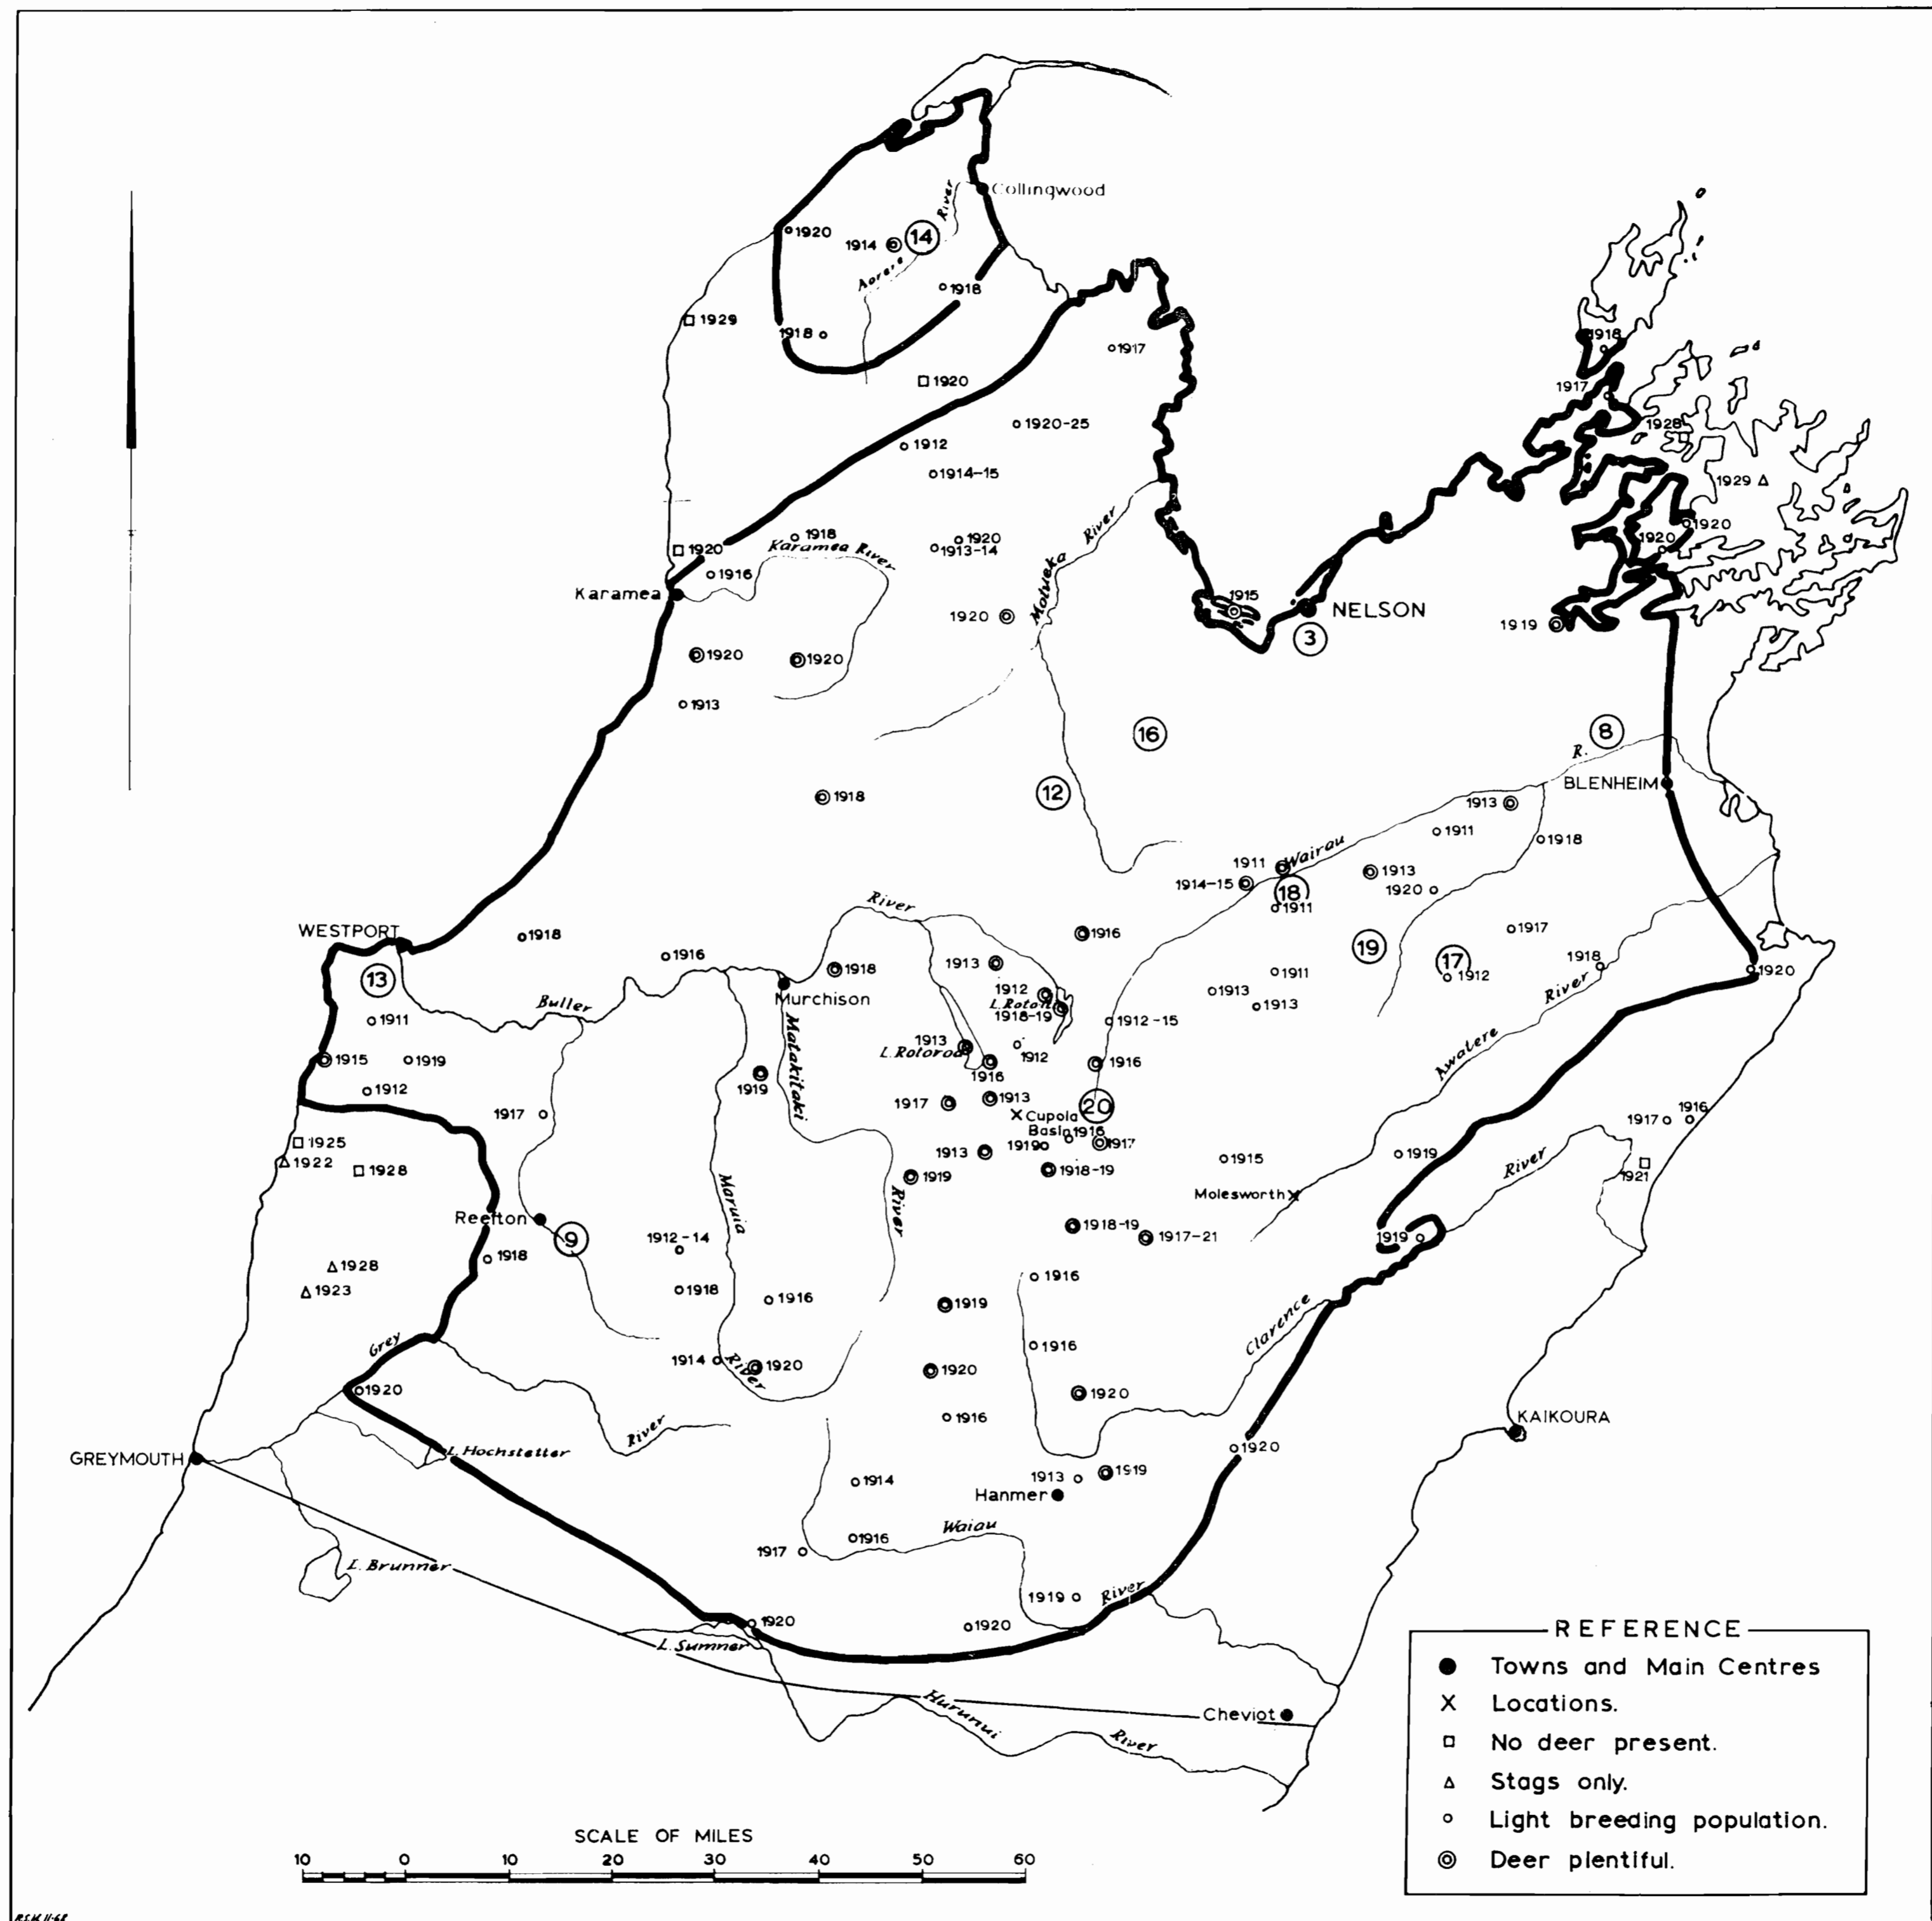 Collingwood
River
1920
1914
14
Aorere
1918
1929
1918
1918
1917
1917
1920
1920-25
1928
1912
1914-15
1929
1920
1918
1920
1920
1920
Karamea River
1913-14
River
1916
Motueka
Karamea
1915
1920
NELSON
1919
3
1920
1920
1913
16
8
R.
BLENHEIM
12
1918
1913
1911
1918
Wairau
1911
1913
1914-15
18
1920
1911
River
WESTPORT
1918
1916
1917
19
17
1916
1918
1913
1918
1920
13
1911
1912
Murchison
1912
1913
Buller
L. Rotoiti
1913
River
1918-19
1912-15
1911
Matakitaki
1913
L. Rotoroa
1912
Awatere
1915
1919
1916
1916
1919
1912
1917
1913
20
1917
Cupola
Basin
1916
1917
1916
1925
1919
1917
1922
1928
1913
1918-19
1915
1919
River
1921
1919
Maruia
River
Molesworth
Reefton
9
1912-14
1918-19
1917-21
1919
1918
1928
1923
1918
1916
1916
1919
Clarence
Grey
1914
River
1920
1916
1920
1920
1920
1916
KAIKOURA
River
GREYMOUTH
L. Hochstetter
1920
1914
1913
1919
Hanmer
Waiau
1916
1917
L. Brunner
1919
River
1920
1920
L. Sumner
Hurunui
River
Cheviot
REFERENCE
Towns and Main Centres
Locations.
No deer present.
Stags only.
Light breeding population.
Deer plentiful.
SCALE OF MILES
10 0 10 20 30 40 50 60